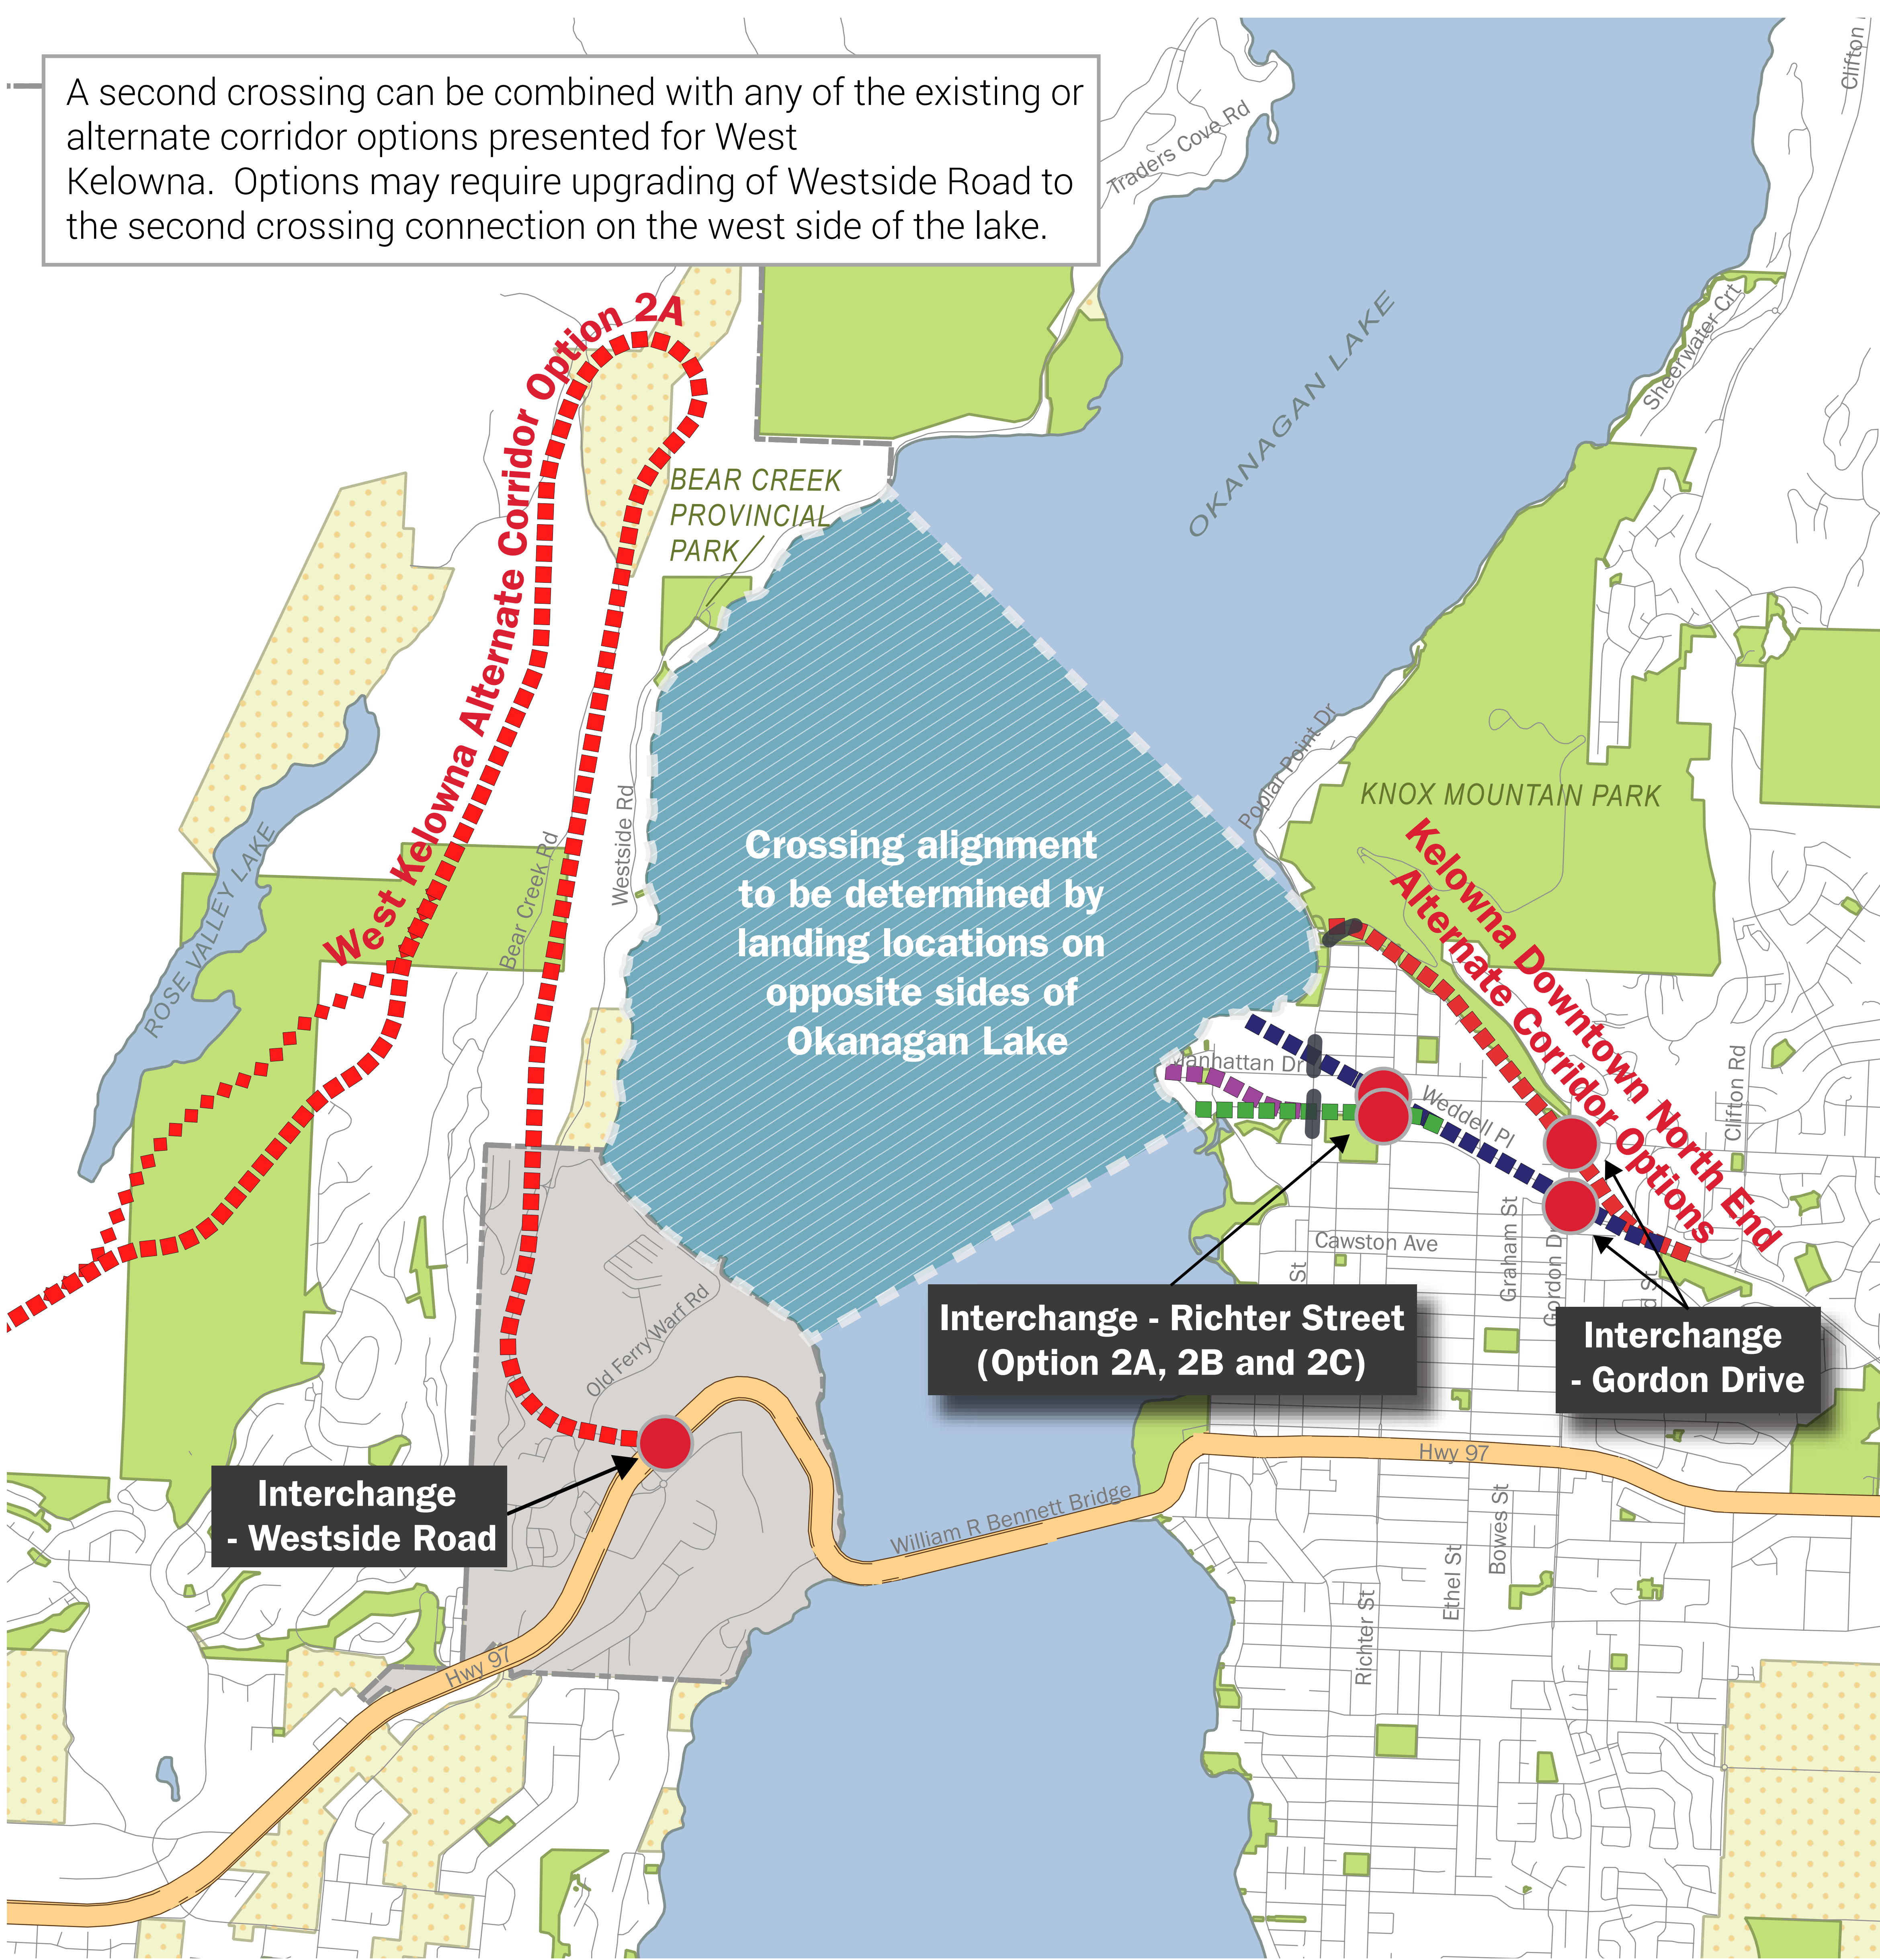 A second crossing can be combined with any of the existing or
alternate corridor options presented for West
Kelowna.  Options may require upgrading of Westside Road to
the second crossing connection on the west side of the lake.
Clifton
Traders Cove Rd
West Kelowna Alternate Corridor Option 2A
OKANAGAN LAKE
Sheerwater Crt
BEAR CREEK
PROVINCIAL
PARK
Poplar Point Dr
KNOX MOUNTAIN PARK
ROSE VALLEY LAKE
Bear Creek Rd
Westside Rd
Crossing alignment
to be determined by
landing locations on
opposite sides of
Okanagan Lake
Kelowna Downtown North End
Alternate Corridor Options
Manhattan Dr
Weddell Pl
Clifton Rd
Cawston Ave
St
Graham St
Gordon Dr
d St
Old Ferry Warf Rd
Interchange - Richter Street
(Option 2A, 2B and 2C)
Interchange
- Gordon Drive
Interchange
- Westside Road
Hwy 97
William R Bennett Bridge
Bowes St
Ethel St
Richter St
Hwy 97